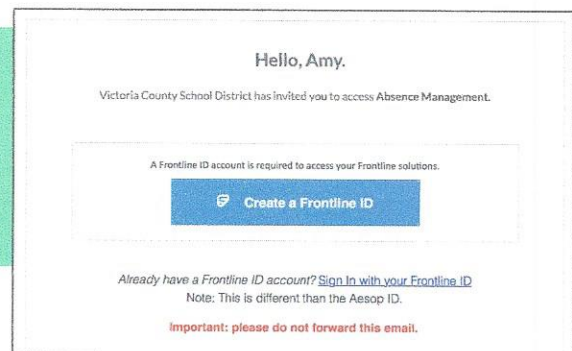 Hello, Amy.
Victoria County School District has invited you to access Absence Management.
A Frontline ID account is required to access your Frontline solutions.
Create a Frontline ID
Already have a Frontline ID account? Sign In with your Frontline ID
Note: This is different than the Aesop ID.
Important: please do not forward this email.